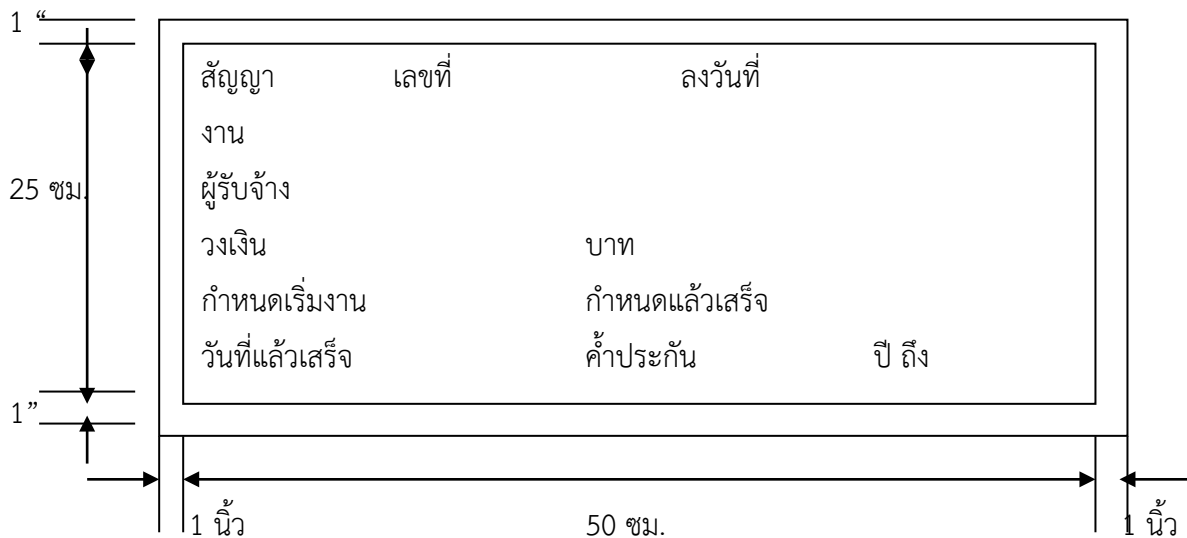 1 “
สัญญา เลขที่ ลงวันที่
งาน
25 ซม. ผู้รับจ้าง
วงเงิน บาท
กำหนดเริ่มงาน กำหนดแล้วเสร็จ
วันที่แล้วเสร็จ ค้ำประกัน ปี ถึง
1”
1 นิ้ว 50 ซม. 1 นิ้ว